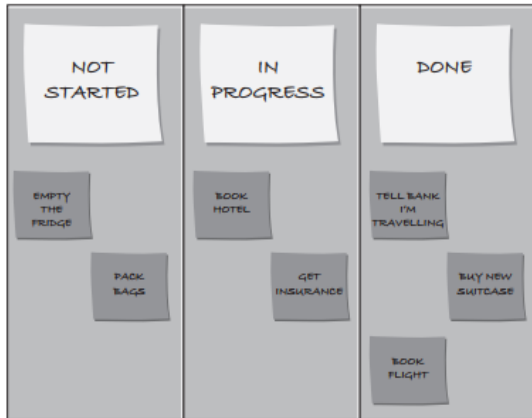 NOT
STARTED
EMPTY
THE
FRIDGE
PACK
BAGS
IN
PROGRESS
BOOK
HOTEL
GET
INSURANCE
DONE
TELL BANK
I'M
TRAVELLING
BUY NEW
SUITCASE
BOOK
FLIGHT